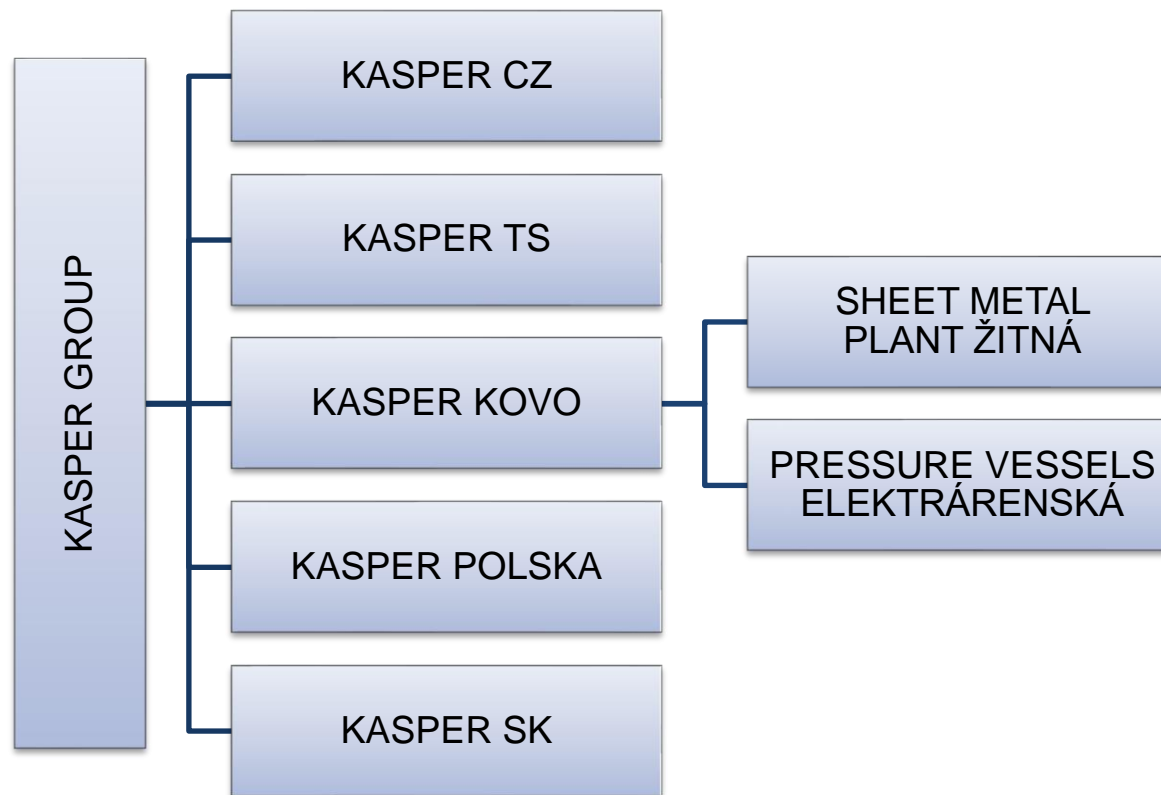 KASPER GROUP
KASPER CZ
KASPER TS
KASPER KOVO
KASPER POLSKA
KASPER SK
SHEET METAL
PLANT ŽITNÁ
PRESSURE VESSELS
ELEKTRÁRENSKÁ